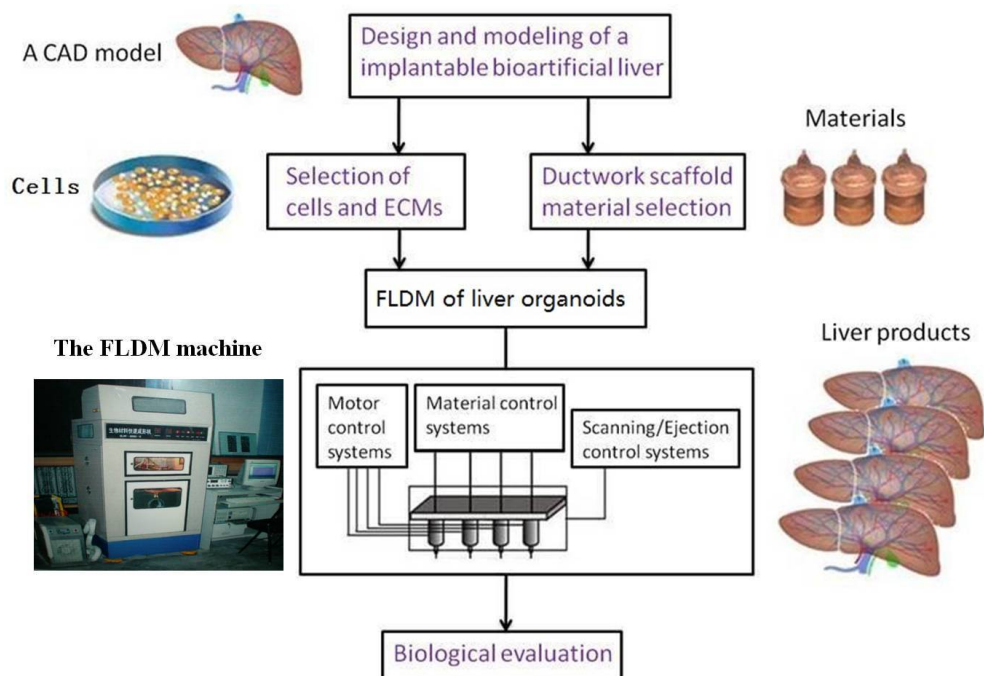 A CAD model
Design and modeling of a
implantable bioartificial liver
Materials
Cells
Selection of
cells and ECMs
Ductwork scaffold
material selection
FLDM of liver organoids
The FLDM machine
Liver products
Motor
control
systems
Material control
systems
Scanning/Ejection
control systems
Biological evaluation